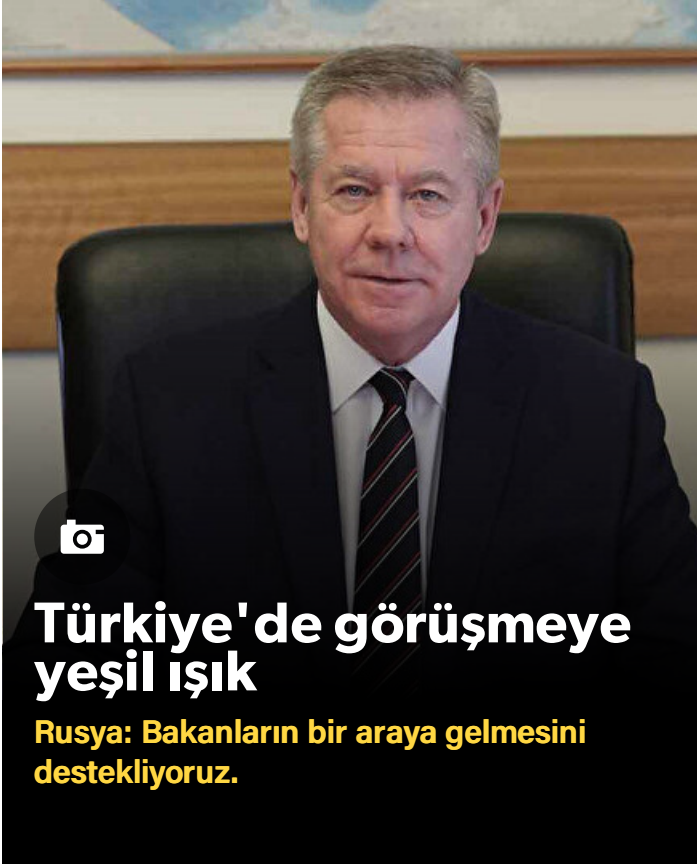 Türkiye'de görüşmeye
yeşil ışık
Rusya: Bakanların bir araya gelmesini
destekliyoruz.